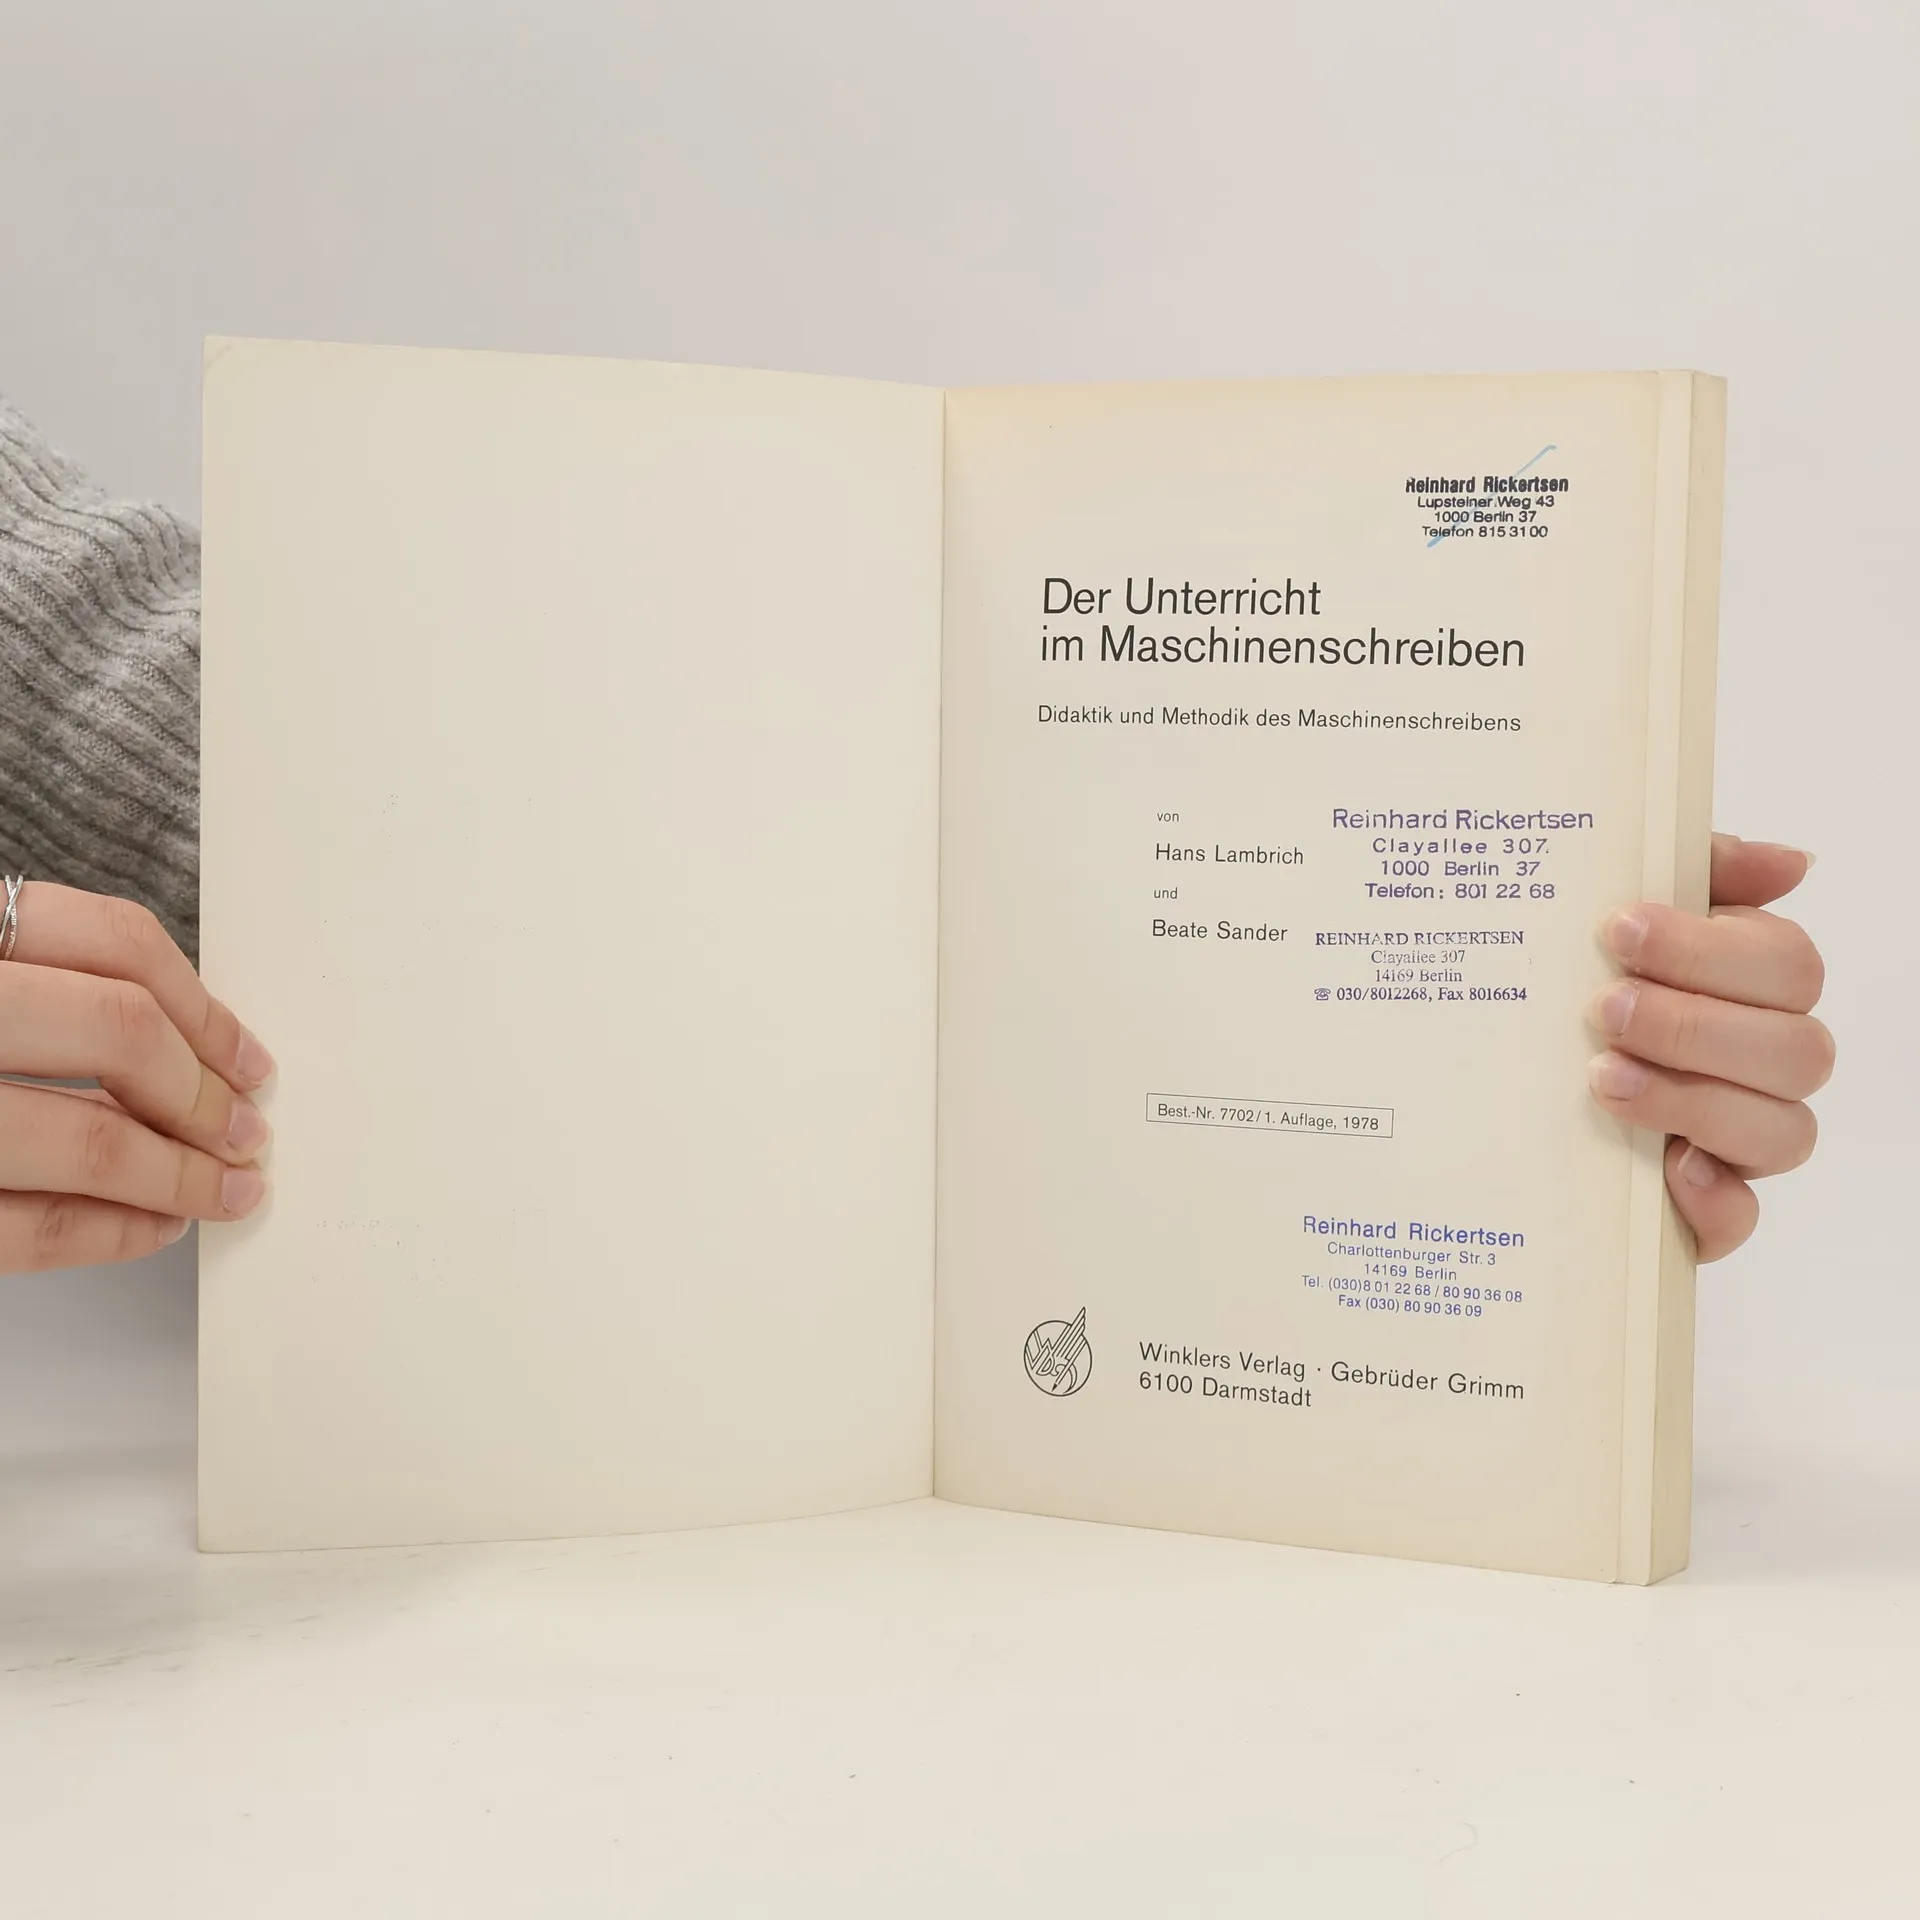 Reinhard Rickertsen
Lupsteiner Weg 43
1000 Berlin 37
Telefon 815 31 00
Der Unterricht
im Maschinenschreiben
Didaktik und Methodik des Maschinenschreibens
von
Hans Lambrich
und
Beate Sander
Reinhard Rickertsen
Clayallee 307.
1000 Berlin 37
Telefon: 801 22 68
REINHARD RICKERTSEN
Clayallee 307
14169 Berlin
☎ 030/8012268, Fax 8016634
Best.-Nr. 7702/1. Auflage, 1978
Reinhard Rickertsen
Charlottenburger Str. 3
14169 Berlin
Tel. (030)8 01 22 68 / 80 90 36 08
Fax (030) 80 90 36 09
Winklers Verlag · Gebrüder Grimm
6100 Darmstadt